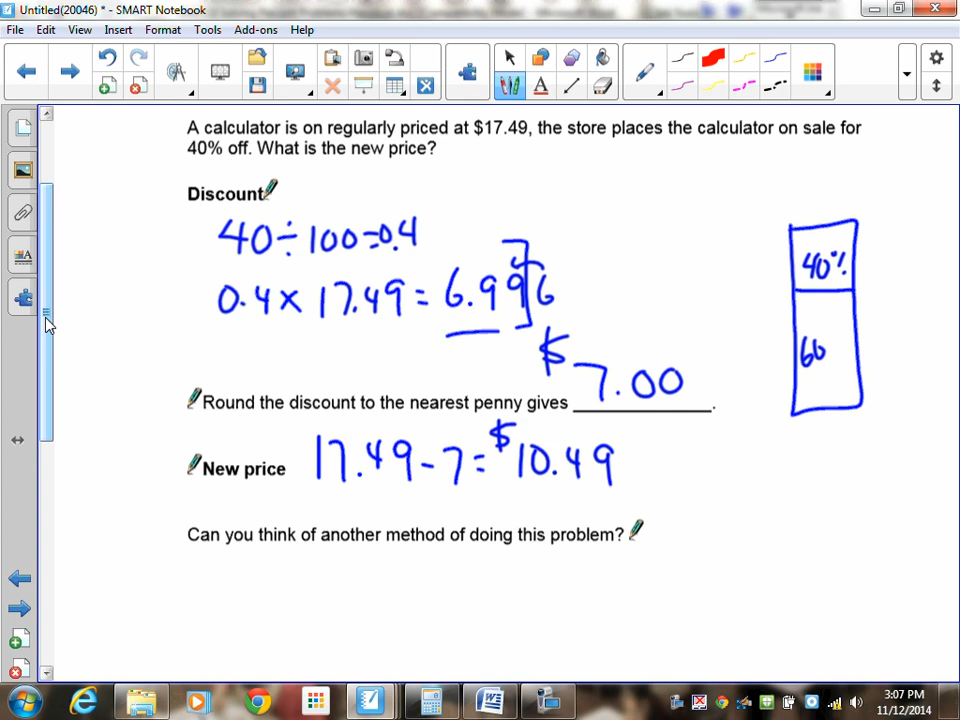 Untitled(20046) * - SMART Notebook
File Edit View Insert Format Tools Add-ons Help
A calculator is on regularly priced at $17.49, the store places the calculator on sale for
40% off. What is the new price?
Discount
40 ÷ 100 = 0.4
0.4 x 17.49 = 6.996
40%
60
$ 7.00
Round the discount to the nearest penny gives ____________.
New price 17.49 - 7 = $10.49
Can you think of another method of doing this problem?
3:07 PM
11/12/2014